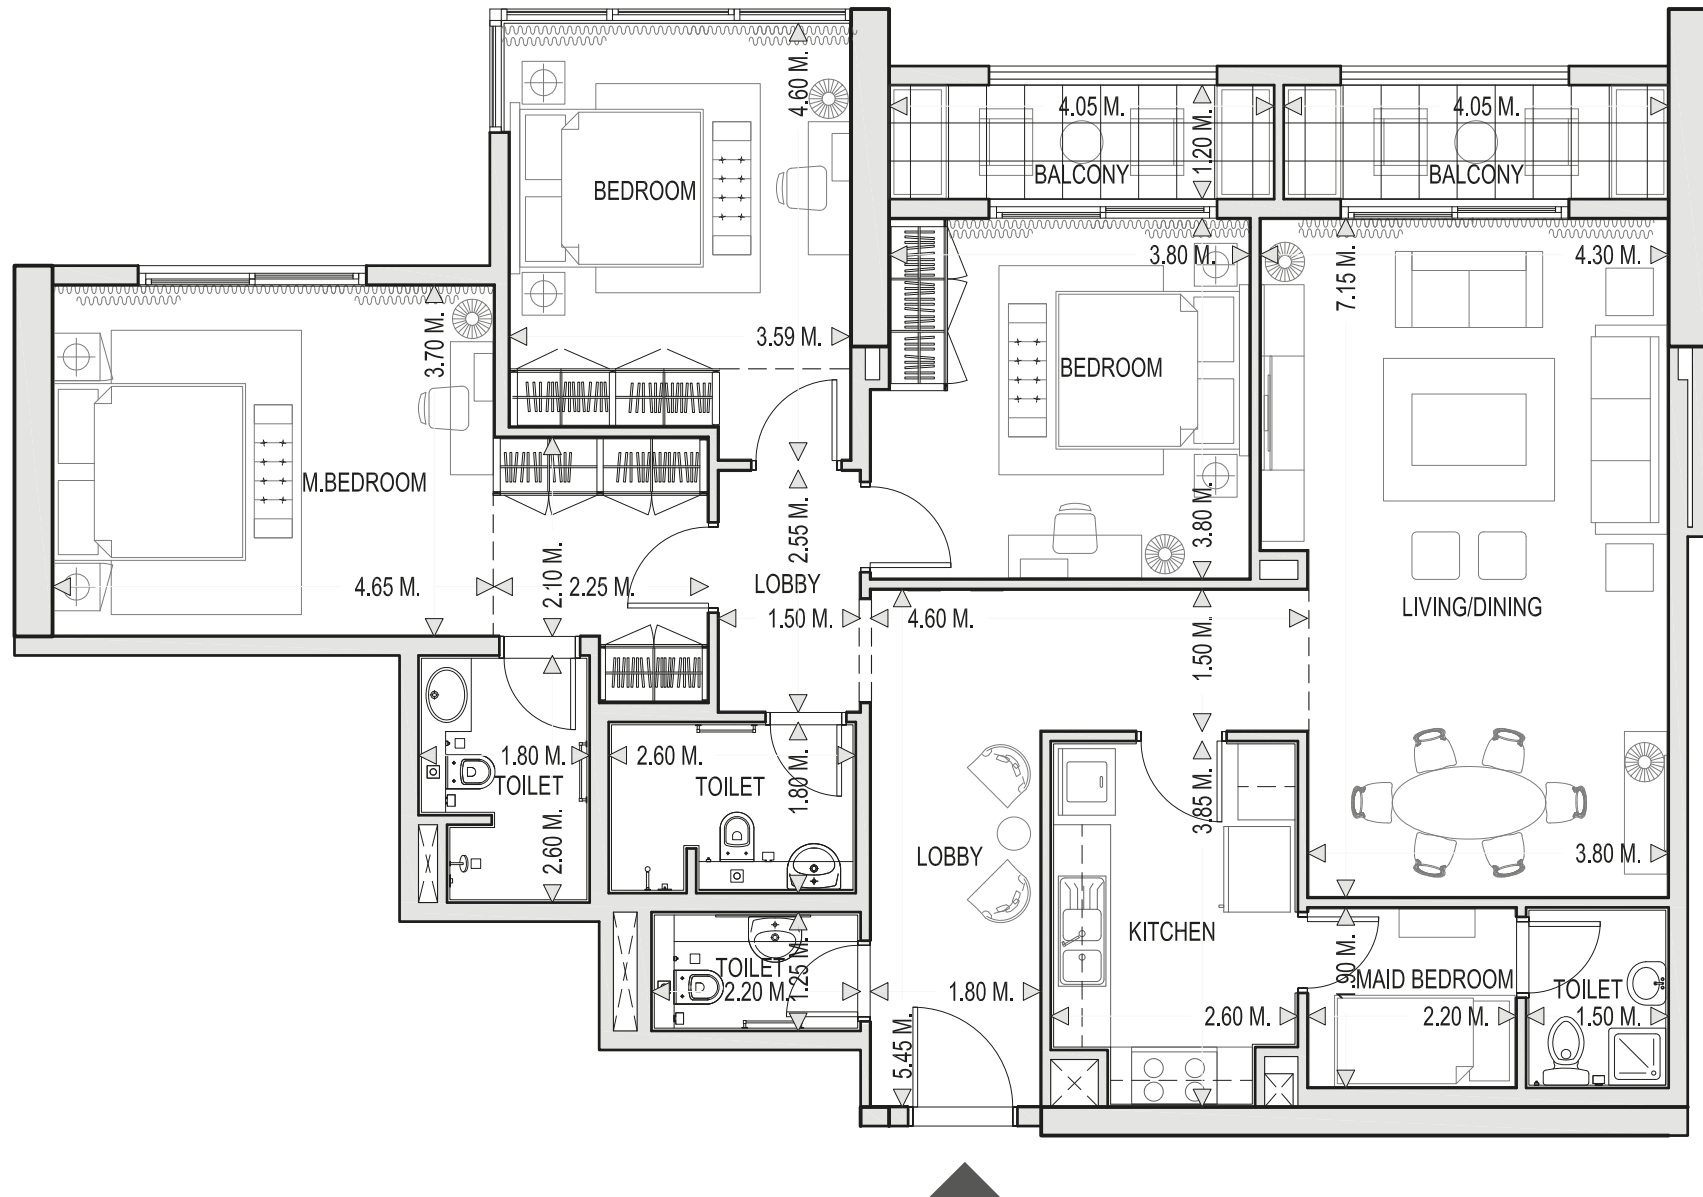 4.60 M.
BEDROOM
3.59 M.
4.05 M.
1.20 M.
BALCONY
4.05 M.
BALCONY
3.80 M.
BEDROOM
3.80 M.
7.15 M.
4.30 M.
LIVING/DINING
3.80 M.
3.70 M.
M.BEDROOM
4.65 M.
2.10 M.
2.25 M.
2.55 M.
LOBBY
1.50 M.
4.60 M.
1.50 M.
1.80 M.
TOILET
2.60 M.
2.60 M.
TOILET
1.80 M.
LOBBY
3.85 M.
KITCHEN
2.60 M.
TOILET
2.20 M.
1.25 M.
1.80 M.
5.45 M.
1.90 M.
MAID BEDROOM
2.20 M.
TOILET
1.50 M.